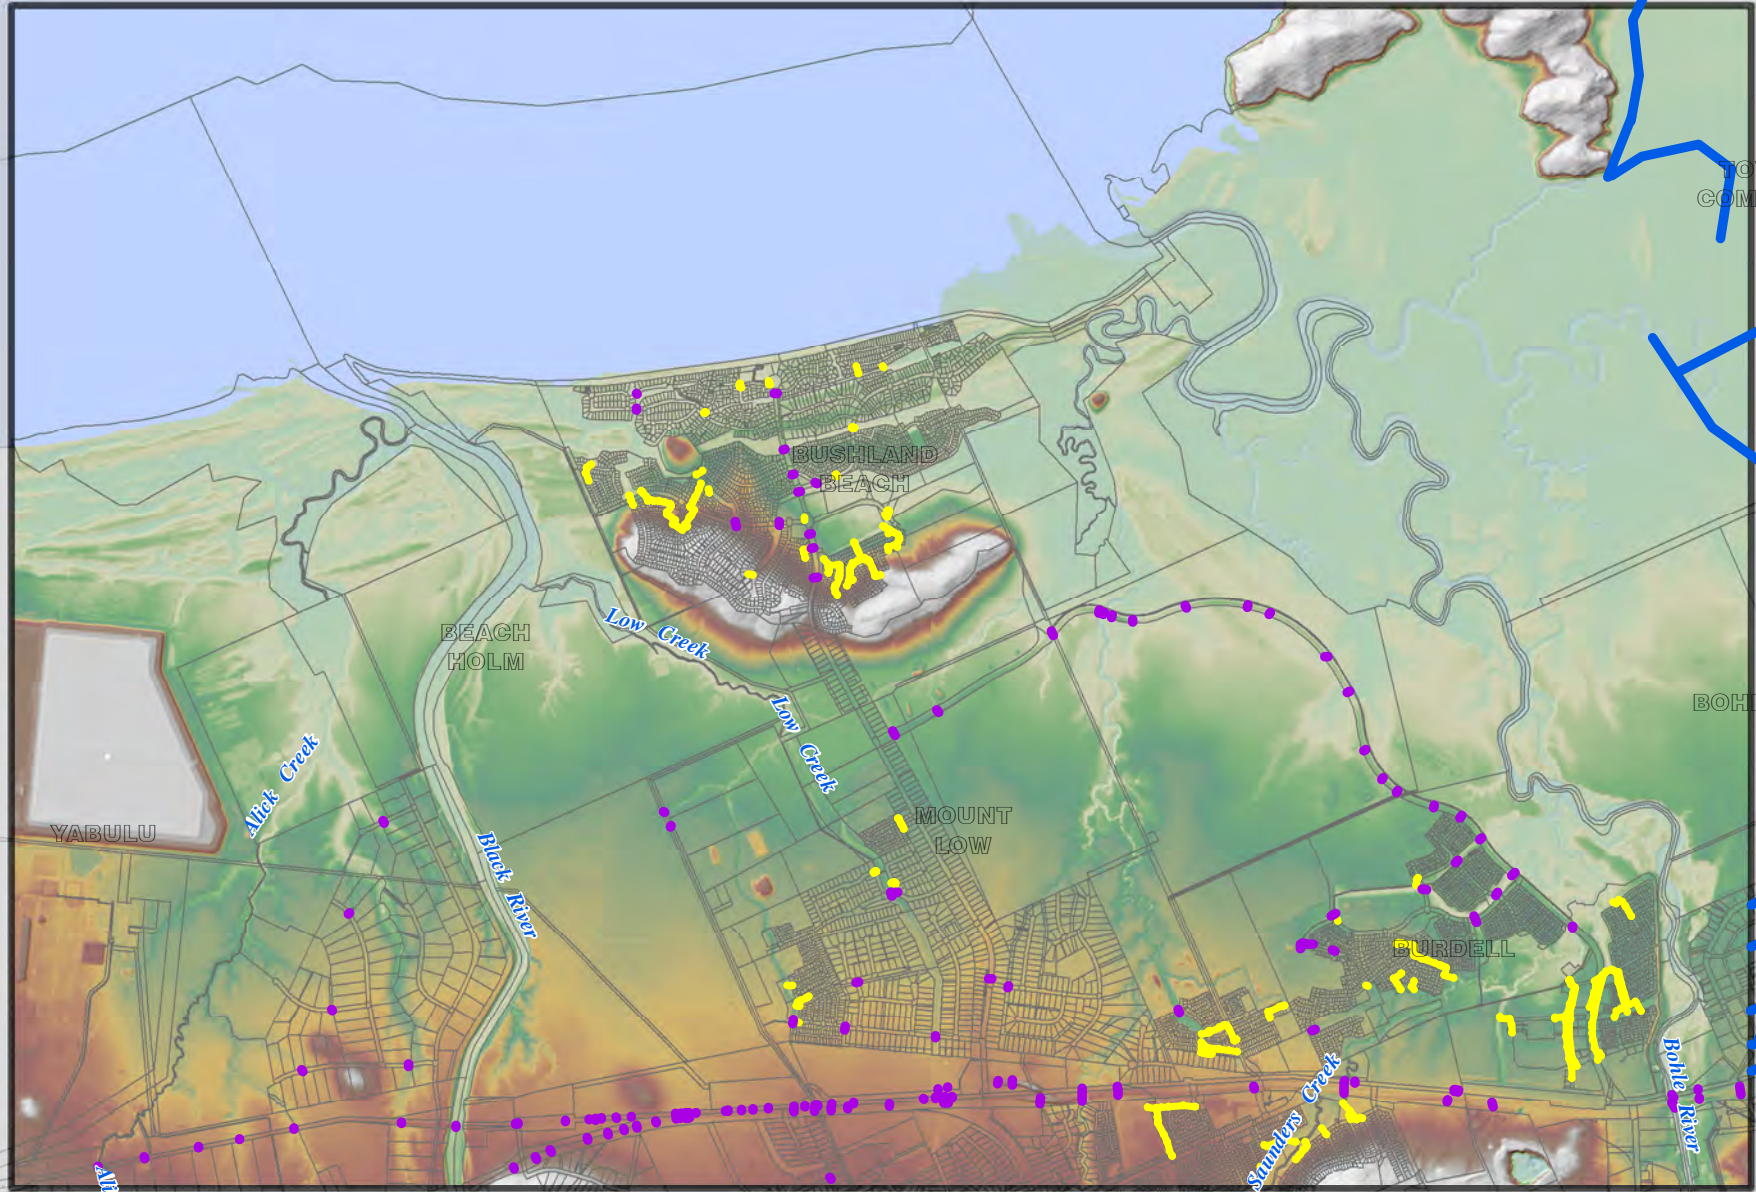 BUSHLAND
BEACH
Low Creek
BEACH
HOLM
Low Creek
Alick Creek
YABULU
MOUNT
LOW
Black River
BURDELL
Bohle River
Saunders Creek